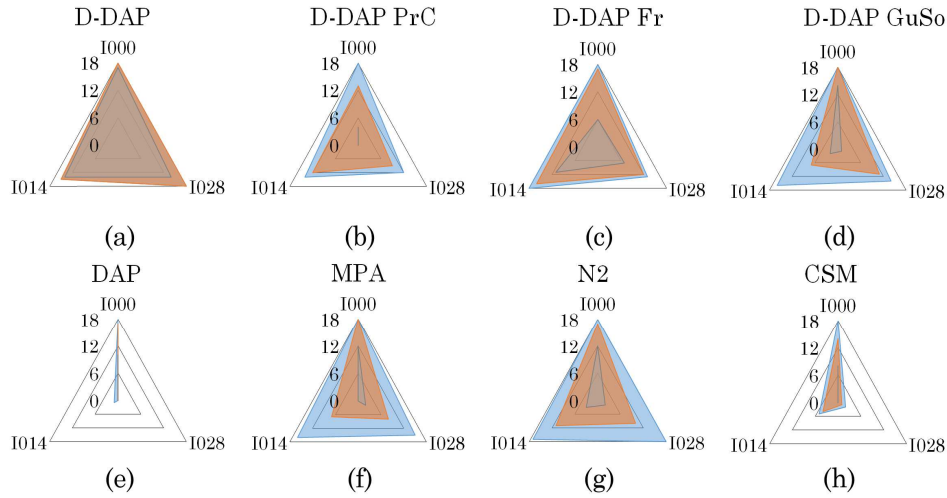 D-DAP D-DAP PrC D-DAP Fr D-DAP GuSo
I000 I000 I000 I000
18 18 18 18
12 12 12 12
6 6 6 6
0 0 0 0
I014 I028 I014 I028 I014 I028 I014 I028
(a) (b) (c) (d)
DAP MPA N2 CSM
I000 I000 I000 I000
18 18 18 18
12 12 12 12
6 6 6 6
0 0 0 0
I014 I028 I014 I028 I014 I028 I014 I028
(e) (f) (g) (h)